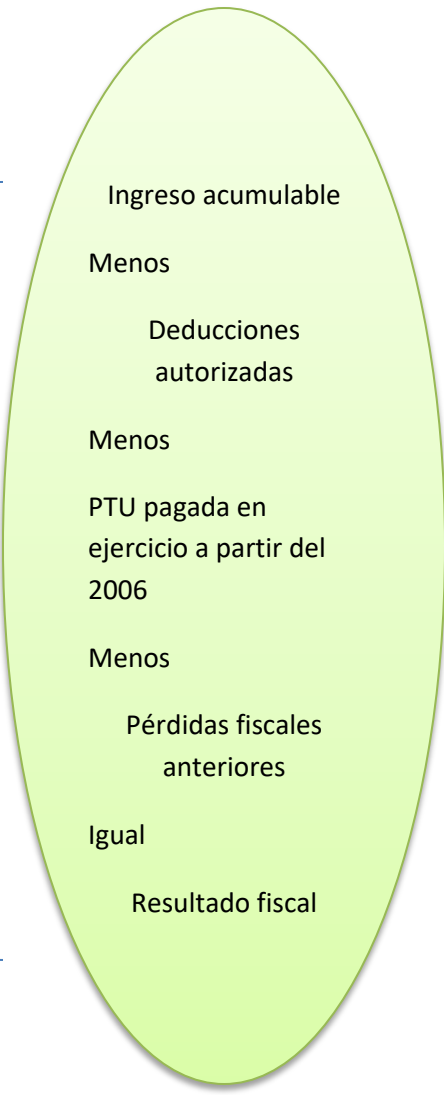 Ingreso acumulable
Menos
Deducciones
autorizadas
Menos
PTU pagada en
ejercicio a partir del
2006
Menos
Pérdidas fiscales
anteriores
Igual
Resultado fiscal